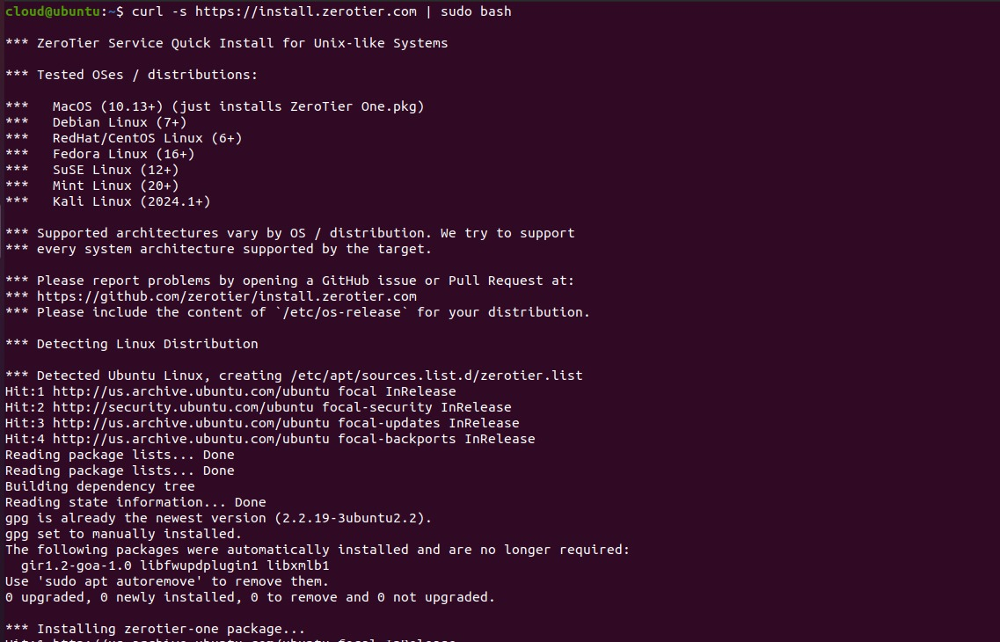 cloud@ubuntu:~$ curl -s https://install.zerotier.com | sudo bash
*** ZeroTier Service Quick Install for Unix-like Systems
*** Tested OSes / distributions:
***   MacOS (10.13+) (just installs ZeroTier One.pkg)
***   Debian Linux (7+)
***   RedHat/CentOS Linux (6+)
***   Fedora Linux (16+)
***   SuSE Linux (12+)
***   Mint Linux (20+)
***   Kali Linux (2024.1+)
*** Supported architectures vary by OS / distribution. We try to support
*** every system architecture supported by the target.
*** Please report problems by opening a GitHub issue or Pull Request at:
*** https://github.com/zerotier/install.zerotier.com
*** Please include the content of `/etc/os-release` for your distribution.
*** Detecting Linux Distribution
*** Detected Ubuntu Linux, creating /etc/apt/sources.list.d/zerotier.list
Hit:1 http://us.archive.ubuntu.com/ubuntu focal InRelease
Hit:2 http://security.ubuntu.com/ubuntu focal-security InRelease
Hit:3 http://us.archive.ubuntu.com/ubuntu focal-updates InRelease
Hit:4 http://us.archive.ubuntu.com/ubuntu focal-backports InRelease
Reading package lists... Done
Reading package lists... Done
Building dependency tree
Reading state information... Done
gpg is already the newest version (2.2.19-3ubuntu2.2).
gpg set to manually installed.
The following packages were automatically installed and are no longer required:
  gir1.2-goa-1.0 libfwupdplugin1 libxmlb1
Use 'sudo apt autoremove' to remove them.
0 upgraded, 0 newly installed, 0 to remove and 0 not upgraded.
*** Installing zerotier-one package...
Hit:1 http://us.archive.ubuntu.com/ubuntu focal InRelease